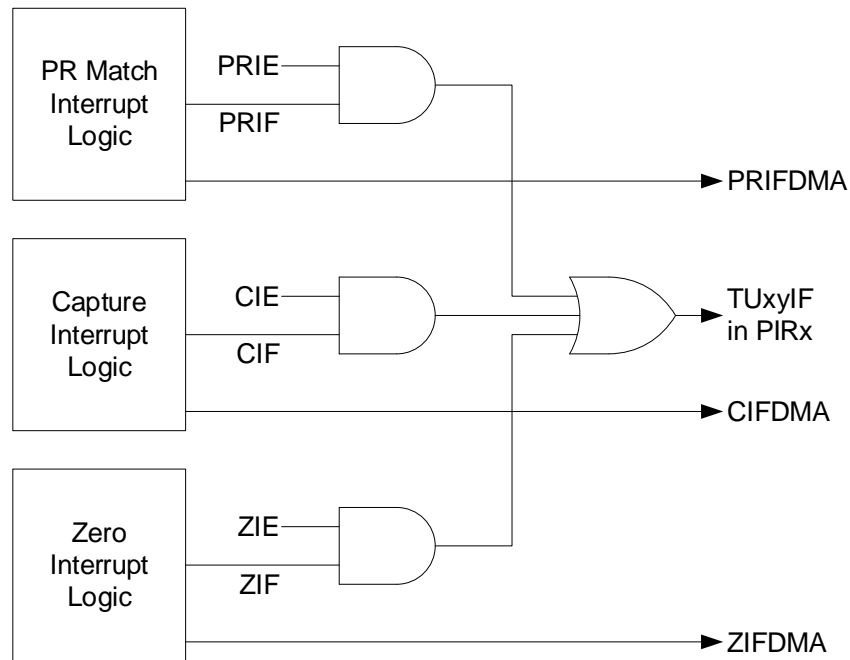 PR Match
Interrupt
Logic
PRIE
PRIF
PRIFDMA
Capture
Interrupt
Logic
CIE
CIF
TUxyIF
in PIRx
CIFDMA
Zero
Interrupt
Logic
ZIE
ZIF
ZIFDMA